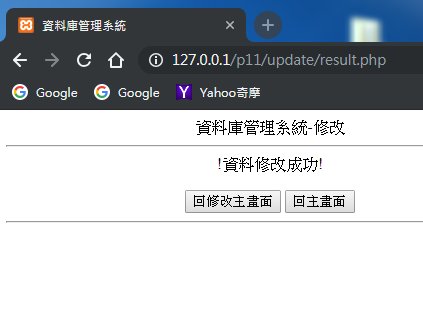 資料庫管理系統
127.0.0.1/p11/update/result.php
Google Google Yahoo奇摩
資料庫管理系統-修改
!資料修改成功!
回修改主畫面 回主畫面